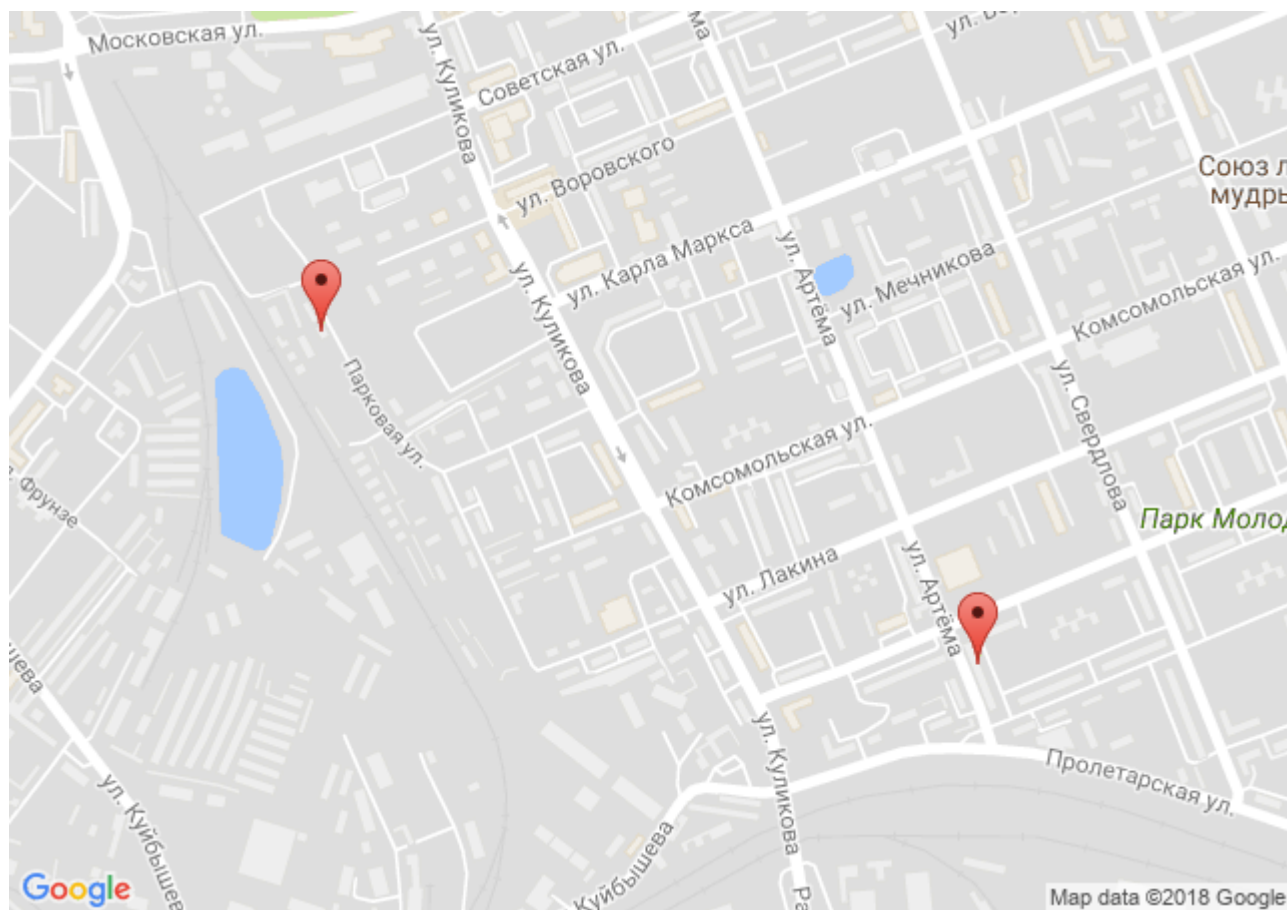 Московская ул.
ул. Куликова
Советская ул.
ул. Воровского
Союз
ул. Карла Маркса
ул. Артёма
ул. Мечникова
Комсомольская ул.
ул. Куликова
Парковая ул.
Комсомольская ул.
ул. Свердлова
Фрунзе
Парк
ул. Лакина
ул. Артёма
ул. Куликова
Пролетарская ул.
ул. Куйбышева
Куйбышева
Google
Map data ©2018 Google